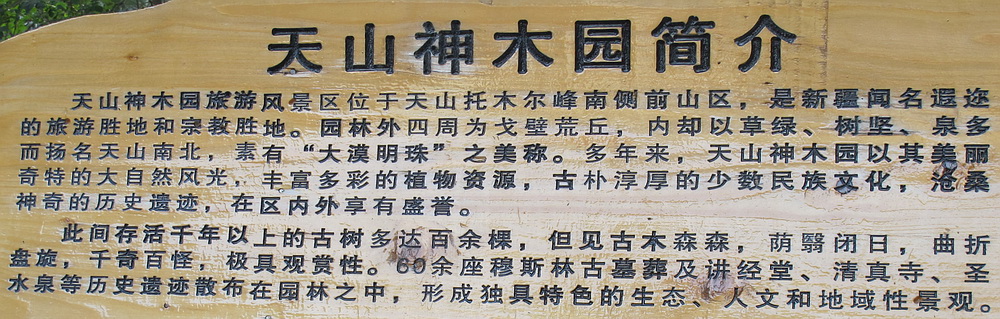 天山神木园简介
天山神木园旅游风景区位于天山托木尔峰南侧前山区，是新疆闻名遐迩
的旅游胜地和宗教胜地。园林外四周为戈壁荒丘，内却以草绿、树坚、泉多
而扬名天山南北，素有“大漠明珠”之美称。多年来，天山神木园以其美丽
奇特的大自然风光，丰富多彩的植物资源，古朴淳厚的少数民族文化，沧桑
神奇的历史遗迹，在区内外享有盛誉。
此间存活千年以上的古树多达百余棵，但见古木森森，荫翳闭日，曲折
盘旋，千奇百怪，极具观赏性。60余座穆斯林古墓葬及讲经堂、清真寺、圣
水泉等历史遗迹散布在园林之中，形成独具特色的生态、人文和地域性景观。